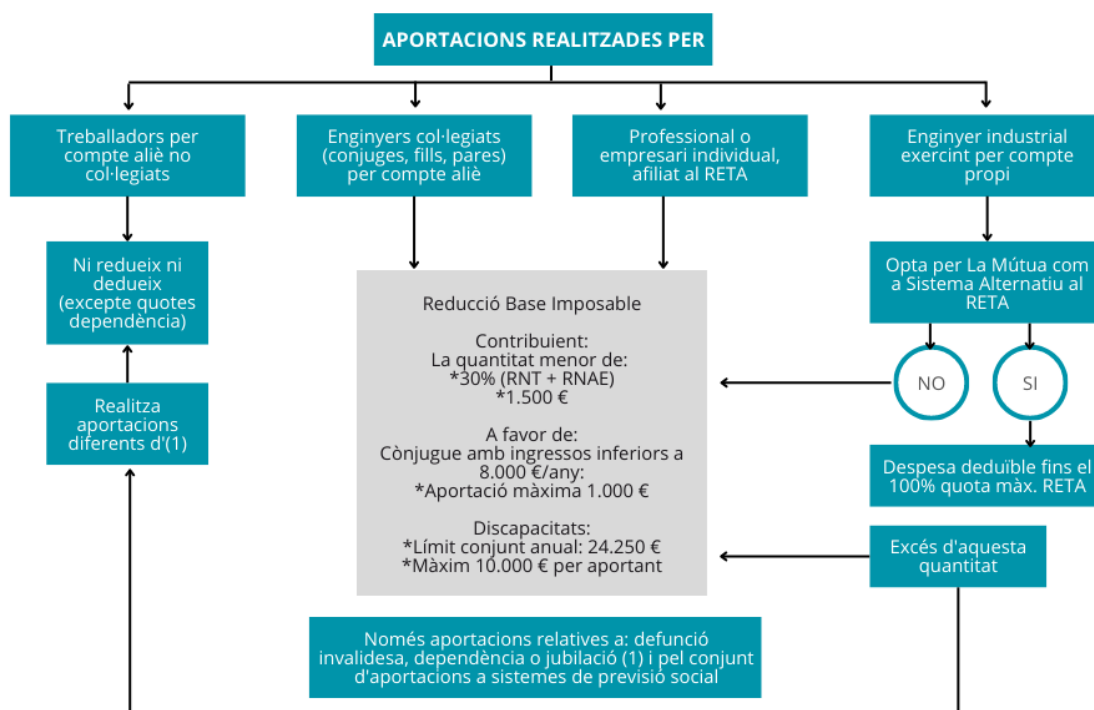 APORTACIONS REALITZADES PER
Treballadors per
compte aliè no
col·legiats
Enginyers col·legiats
(conjuges, fills, pares)
per compte aliè
Professional o
empresari individual,
afiliat al RETA
Enginyer industrial
exercint per compte
propi
Ni redueix ni
dedueix
(excepte quotes
dependència)
Realitza
aportacions
diferents d'(1)
Reducció Base Imposable
Contribuient:
La quantitat menor de:
*30% (RNT + RNAE)
*1.500 €
A favor de:
Cònjugue amb ingressos inferiors a
8.000 €/any:
*Aportació màxima 1.000 €
Discapacitats:
*Límit conjunt anual: 24.250 €
*Màxim 10.000 € per aportant
Opta per La Mútua com
a Sistema Alternatiu al
RETA
NO
SI
Despesa deduïble fins el
100% quota màx. RETA
Excés d'aquesta
quantitat
Només aportacions relatives a: defunció
invalidesa, dependència o jubilació (1) i pel conjunt
d'aportacions a sistemes de previsió social